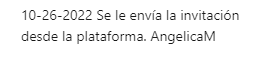 10-26-2022 Se le envía la invitación
desde la plataforma. AngelicaM